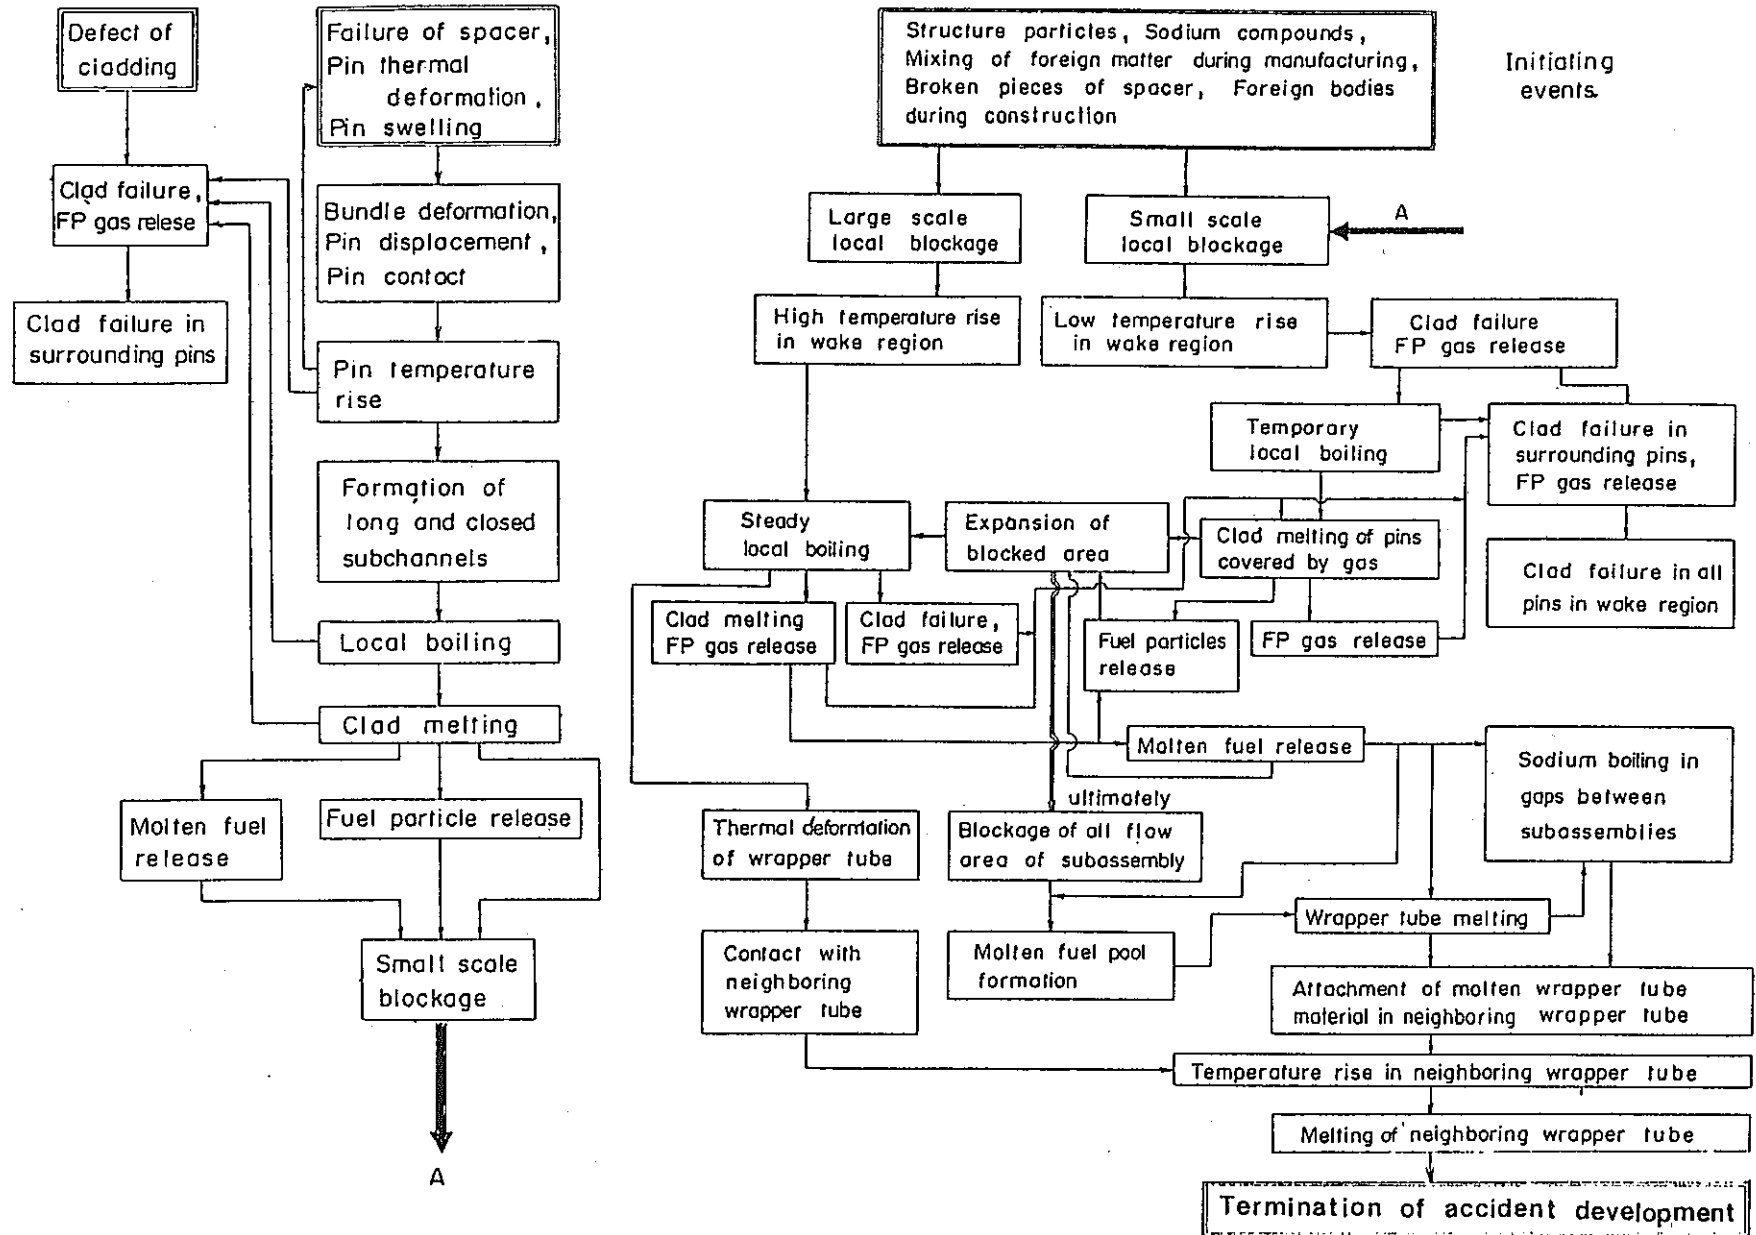 Defect of
cladding
Failure of spacer,
Pin thermal
deformation,
Pin swelling
Clad failure,
FP gas relese
Bundle deformation,
Pin displacement,
Pin contact
Clad failure in
surrounding pins
Pin temperature
rise
Formation of
long and closed
subchannels
Local boiling
Clad melting
Molten fuel
release
Fuel particle release
Small scale
blockage
A
Structure particles, Sodium compounds,
Mixing of foreign matter during manufacturing,
Broken pieces of spacer, Foreign bodies
during construction
Initiating
events.
Large scale
local blockage
Small scale
local blockage
A
High temperature rise
in wake region
Low temperature rise
in wake region
Clad failure
FP gas release
Temporary
local boiling
Clad failure in
surrounding pins,
FP gas release
Steady
local boiling
Expansion of
blocked area
Clad melting of pins
covered by gas
Clad failure in all
pins in wake region
Clad melting
FP gas release
Clad failure,
FP gas release
Fuel particles
release
FP gas release
Molten fuel release
Sodium boiling in
gaps between
subassemblies
ultimately
Thermal deformation
of wrapper tube
Blockage of all flow
area of subassembly
Wrapper tube melting
Contact with
neighboring
wrapper tube
Molten fuel pool
formation
Attachment of molten wrapper tube
material in neighboring wrapper tube
Temperature rise in neighboring wrapper tube
Melting of neighboring wrapper tube
Termination of accident development